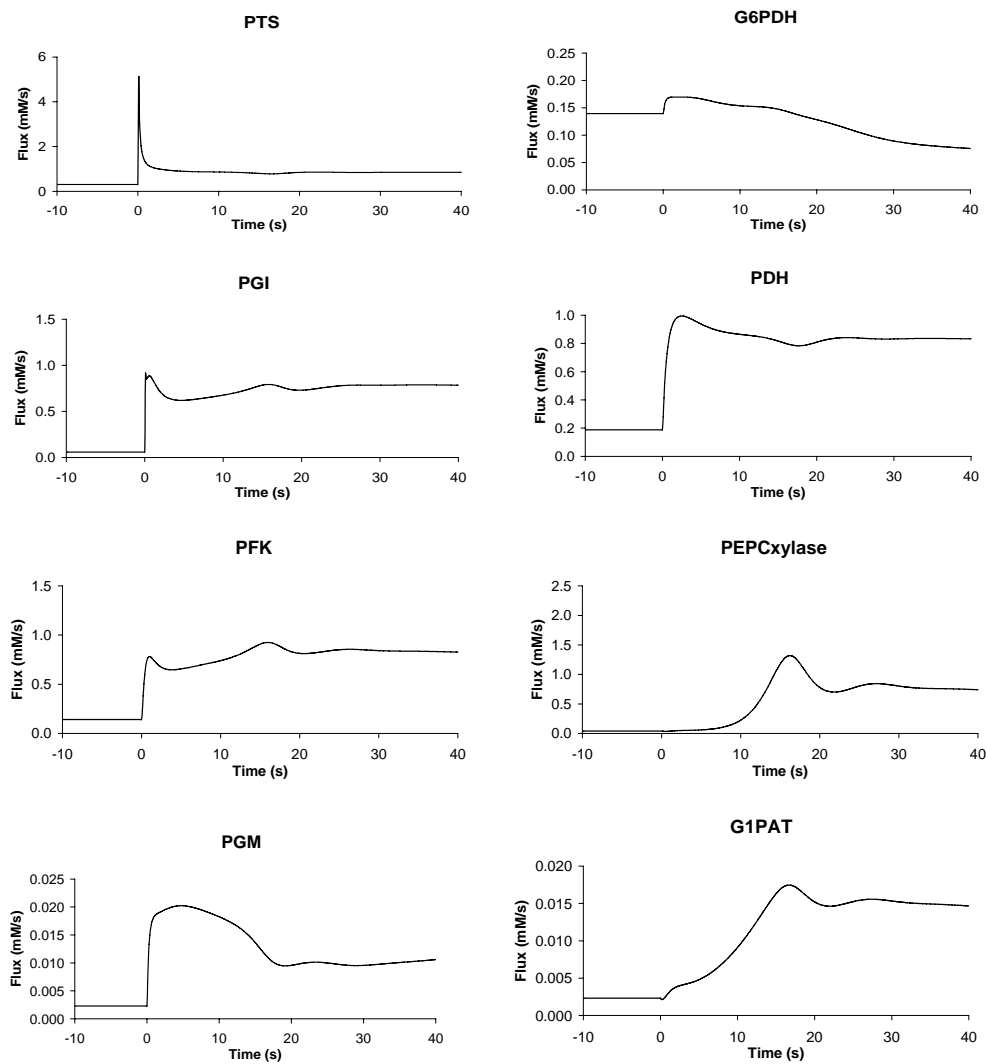 PTS
6
4
2
0
-10 0 10 20 30 40
Time (s)
Flux (mM/s)
G6PDH
0.25
0.20
0.15
0.10
0.05
0.00
-10 0 10 20 30 40
Time (s)
Flux (mM/s)
PGI
1.5
1.0
0.5
0.0
-10 0 10 20 30 40
Time (s)
Flux (mM/s)
PDH
1.0
0.8
0.6
0.4
0.2
0.0
-10 0 10 20 30 40
Time (s)
Flux (mM/s)
PFK
1.5
1.0
0.5
0.0
-10 0 10 20 30 40
Time (s)
Flux (mM/s)
PEPCxylase
2.5
2.0
1.5
1.0
0.5
0.0
-10 0 10 20 30 40
Time (s)
Flux (mM/s)
PGM
0.025
0.020
0.015
0.010
0.005
0.000
-10 0 10 20 30 40
Time (s)
Flux (mM/s)
G1PAT
0.020
0.015
0.010
0.005
0.000
-10 0 10 20 30 40
Time (s)
Flux (mM/s)